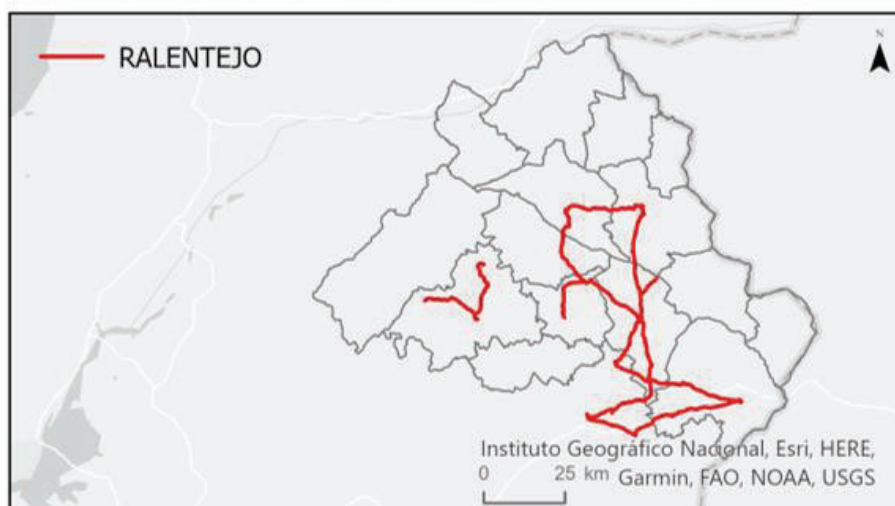 RALENTEJO
N
Instituto Geográfico Nacional, Esri, HERE,
0 25 km
Garmin, FAO, NOAA, USGS